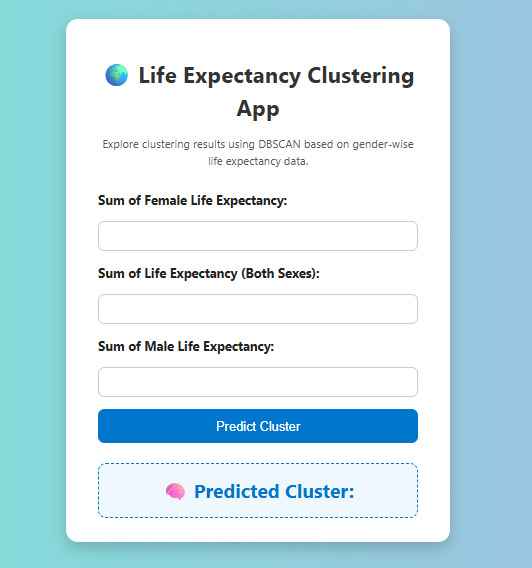 🌍 Life Expectancy Clustering
App
Explore clustering results using DBSCAN based on gender-wise
life expectancy data.
Sum of Female Life Expectancy:
Sum of Life Expectancy (Both Sexes):
Sum of Male Life Expectancy:
Predict Cluster
🧠 Predicted Cluster: